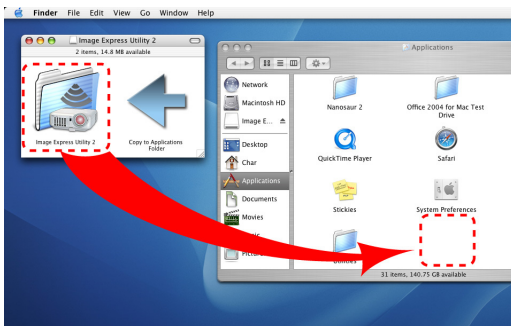 Finder File Edit View Go Window Help
Image Express Utility 2
2 items, 14.8 MB available
Image Express Utility 2
Copy to Applications
Folder
Applications
Network
Macintosh HD
Image E...
Desktop
Char
Applications
Documents
Movies
Nanosaur 2
Office 2004 for Mac Test
Drive
QuickTime Player
Safari
Stickies
System Preferences
31 items, 140.75 GB available